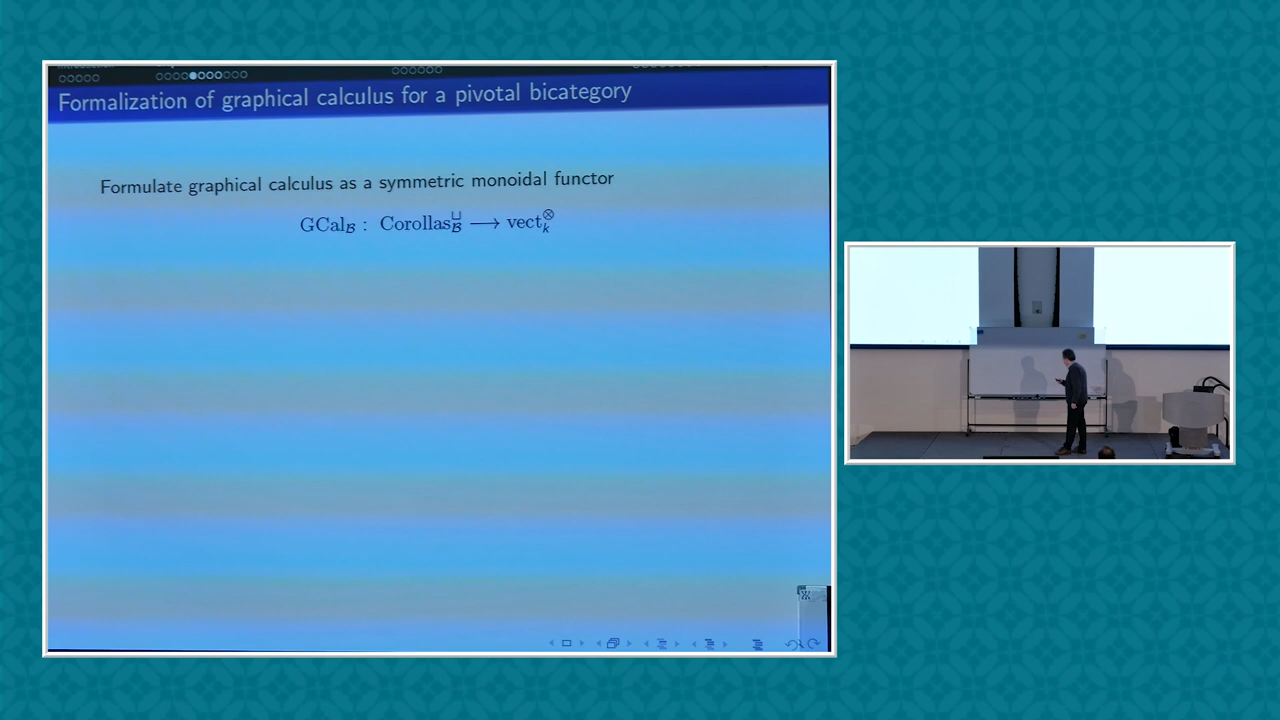 Formalization of graphical calculus for a pivotal bicategory
Formulate graphical calculus as a symmetric monoidal functor
GCal_ℬ : Corollas_ℬ^⊔ ⟶ vect_k^⊗